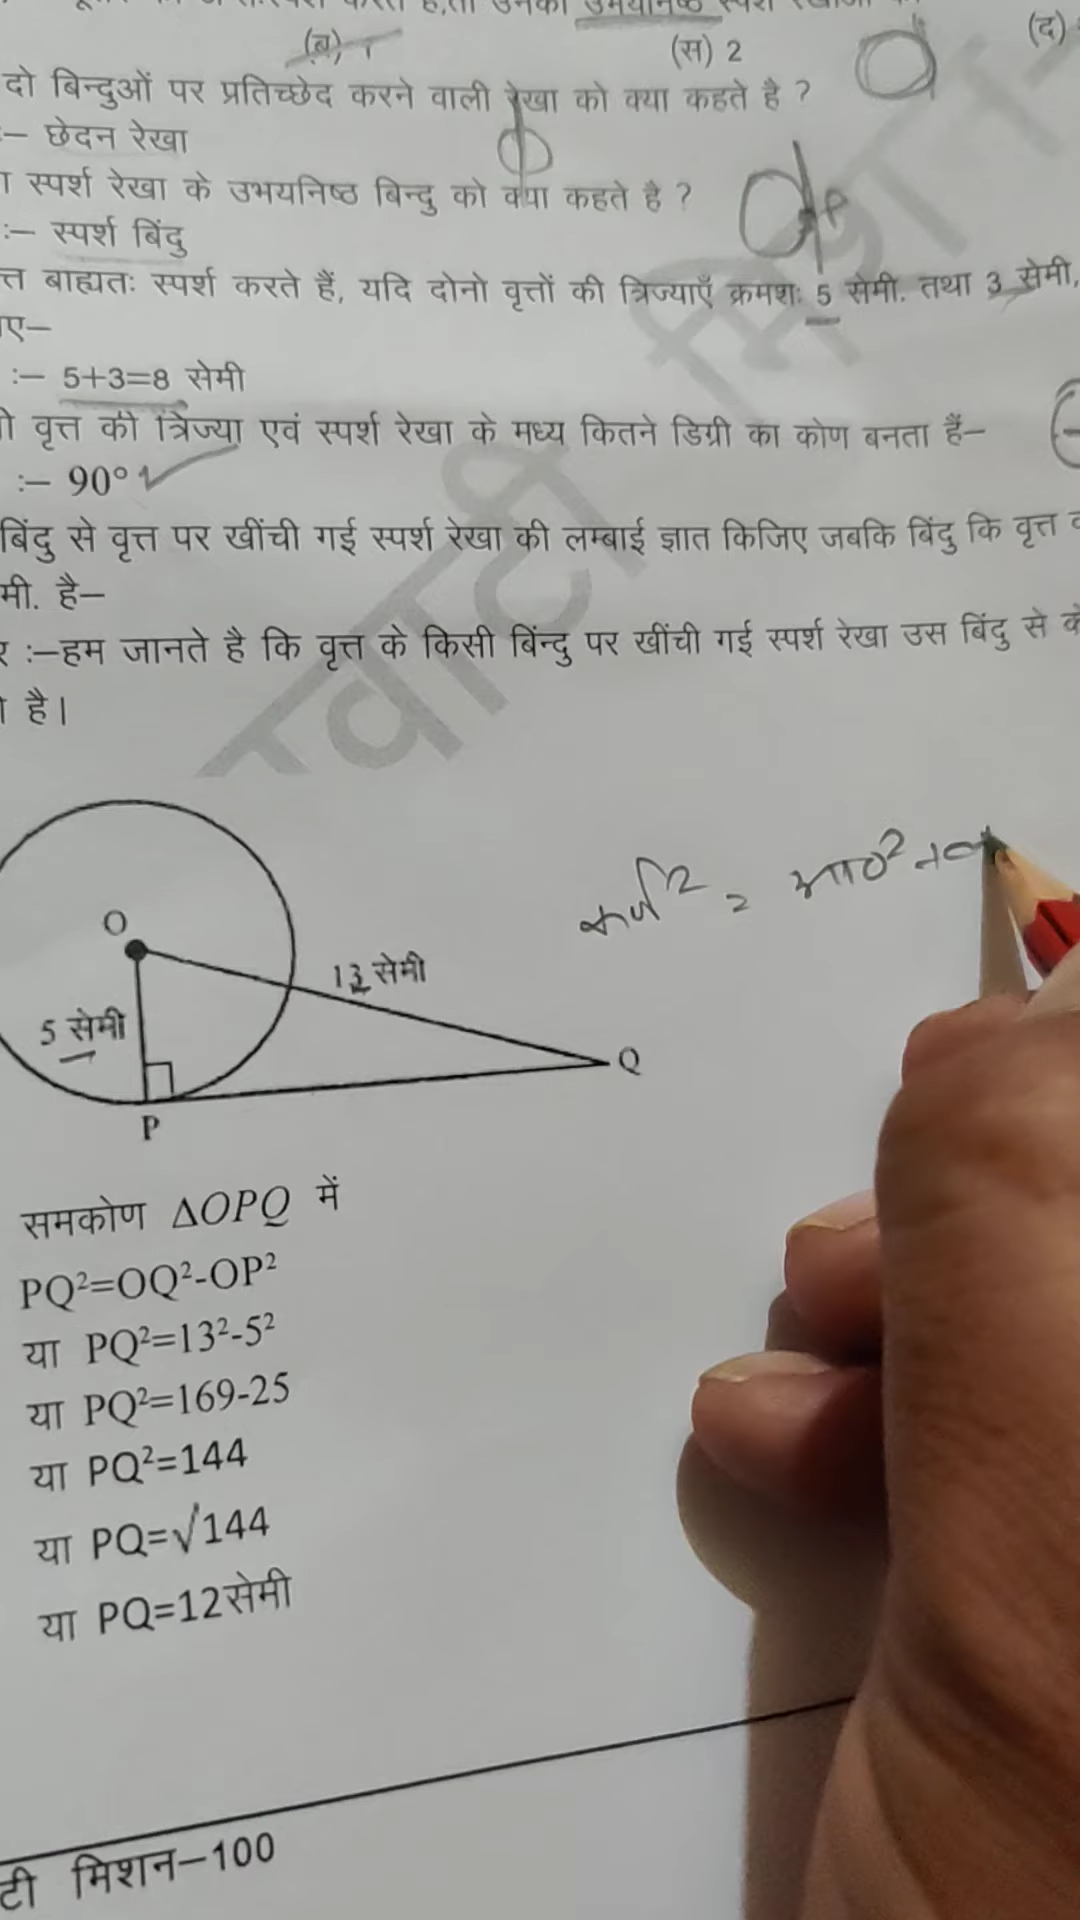 (ब) 1
(स) 2
(द)
दो बिन्दुओं पर प्रतिच्छेद करने वाली रेखा को क्या कहते है ?
:– छेदन रेखा
स्पर्श रेखा के उभयनिष्ठ बिन्दु को क्या कहते है ?
:– स्पर्श बिंदु
त्त बाह्यतः स्पर्श करते हैं, यदि दोनो वृत्तों की त्रिज्याएँ क्रमशः 5 सेमी. तथा 3 सेमी,
ए–
:– 5+3=8 सेमी
वृत्त की त्रिज्या एवं स्पर्श रेखा के मध्य कितने डिग्री का कोण बनता हैं–
:– 90°
बिंदु से वृत्त पर खींची गई स्पर्श रेखा की लम्बाई ज्ञात किजिए जबकि बिंदु कि वृत्त
मी. है–
र :–हम जानते है कि वृत्त के किसी बिंन्दु पर खींची गई स्पर्श रेखा उस बिंदु से
है।
कर्ण² = आ0² +
O
13 सेमी
5 सेमी
Q
P
समकोण ΔOPQ में
PQ²=OQ²-OP²
या PQ²=13²-5²
या PQ²=169-25
या PQ²=144
या PQ=√144
या PQ=12सेमी
टी मिशन–100